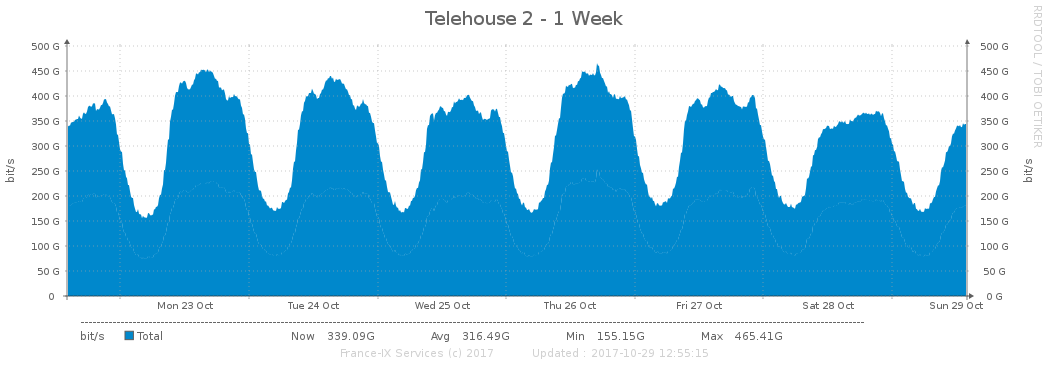 Telehouse 2 - 1 Week
RRDTOOL / TOBI OETIKER
500 G 500 G
450 G 450 G
400 G 400 G
350 G 350 G
300 G 300 G
250 G 250 G
200 G 200 G
150 G 150 G
100 G 100 G
50 G 50 G
0 0 G
bit/s bit/s
Mon 23 Oct Tue 24 Oct Wed 25 Oct Thu 26 Oct Fri 27 Oct Sat 28 Oct Sun 29 Oct
bit/s Total Now 339.09G Avg 316.49G Min 155.15G Max 465.41G
France-IX Services (c) 2017 Updated : 2017-10-29 12:55:15